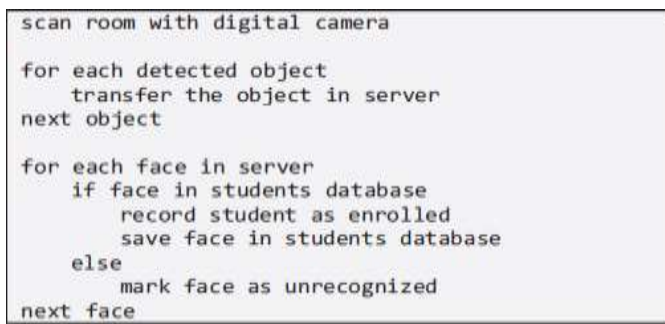 scan room with digital camera
for each detected object
transfer the object in server
next object
for each face in server
if face in students database
record student as enrolled
save face in students database
else
mark face as unrecognized
next face